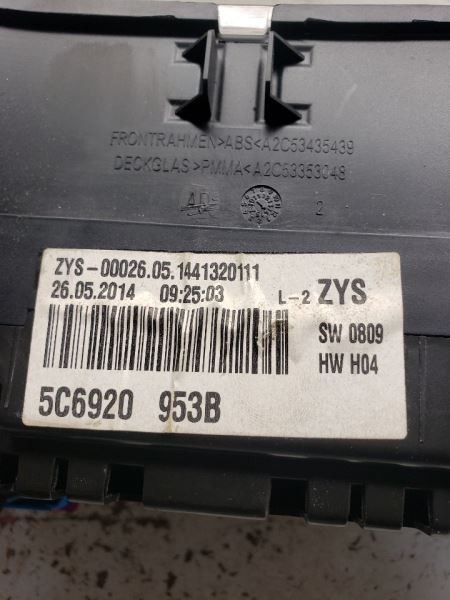 FRONTRAHMEN>ABS<A2C53435439
DECKGLAS>PMMA<A2C53353048
2
ZYS-00026.05.1441320111
26.05.2014 09:25:03 L-2 ZYS
SW 0809
HW H04
5C6920 953B